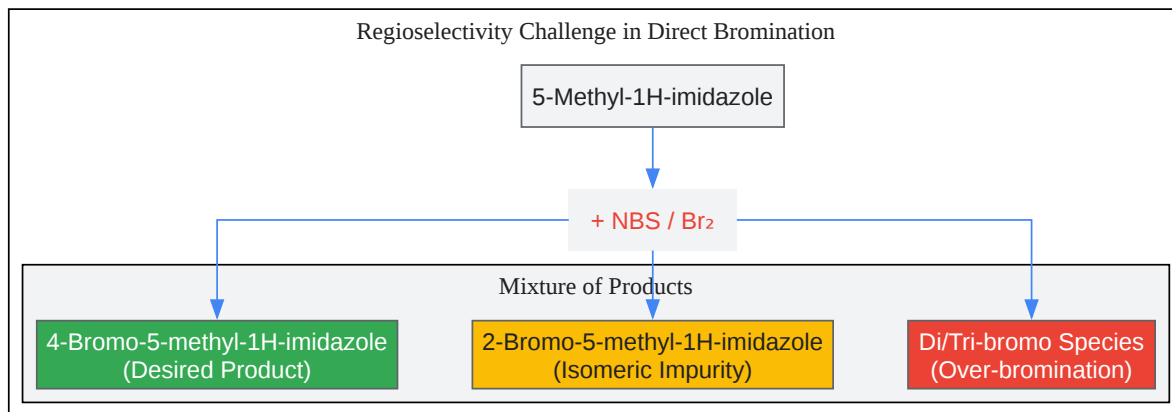 Regioselectivity Challenge in Direct Bromination
5-Methyl-1H-imidazole
+ NBS / Br₂
Mixture of Products
4-Bromo-5-methyl-1H-imidazole
(Desired Product)
2-Bromo-5-methyl-1H-imidazole
(Isomeric Impurity)
Di/Tri-bromo Species
(Over-bromination)